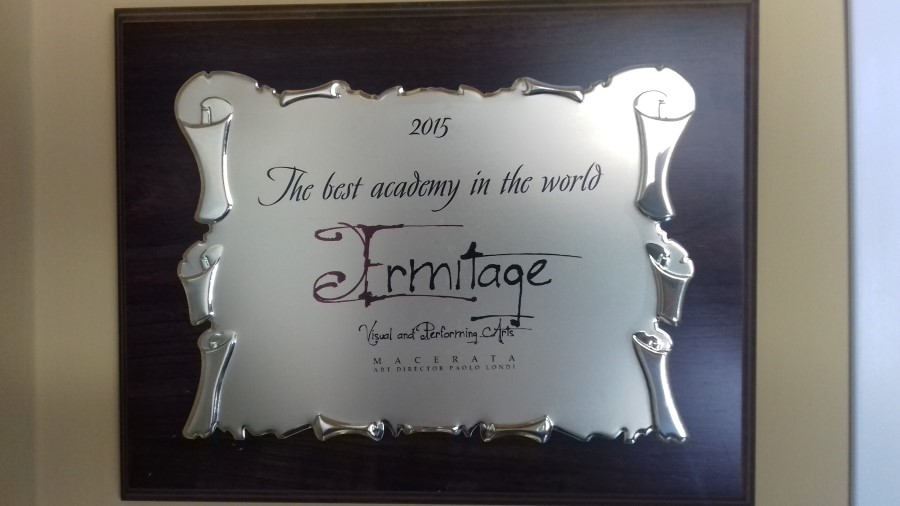 2015
The best academy in the world
Ermitage
Visual and Performing Arts
MACERATA
ART DIRECTOR PAOLO LONDI